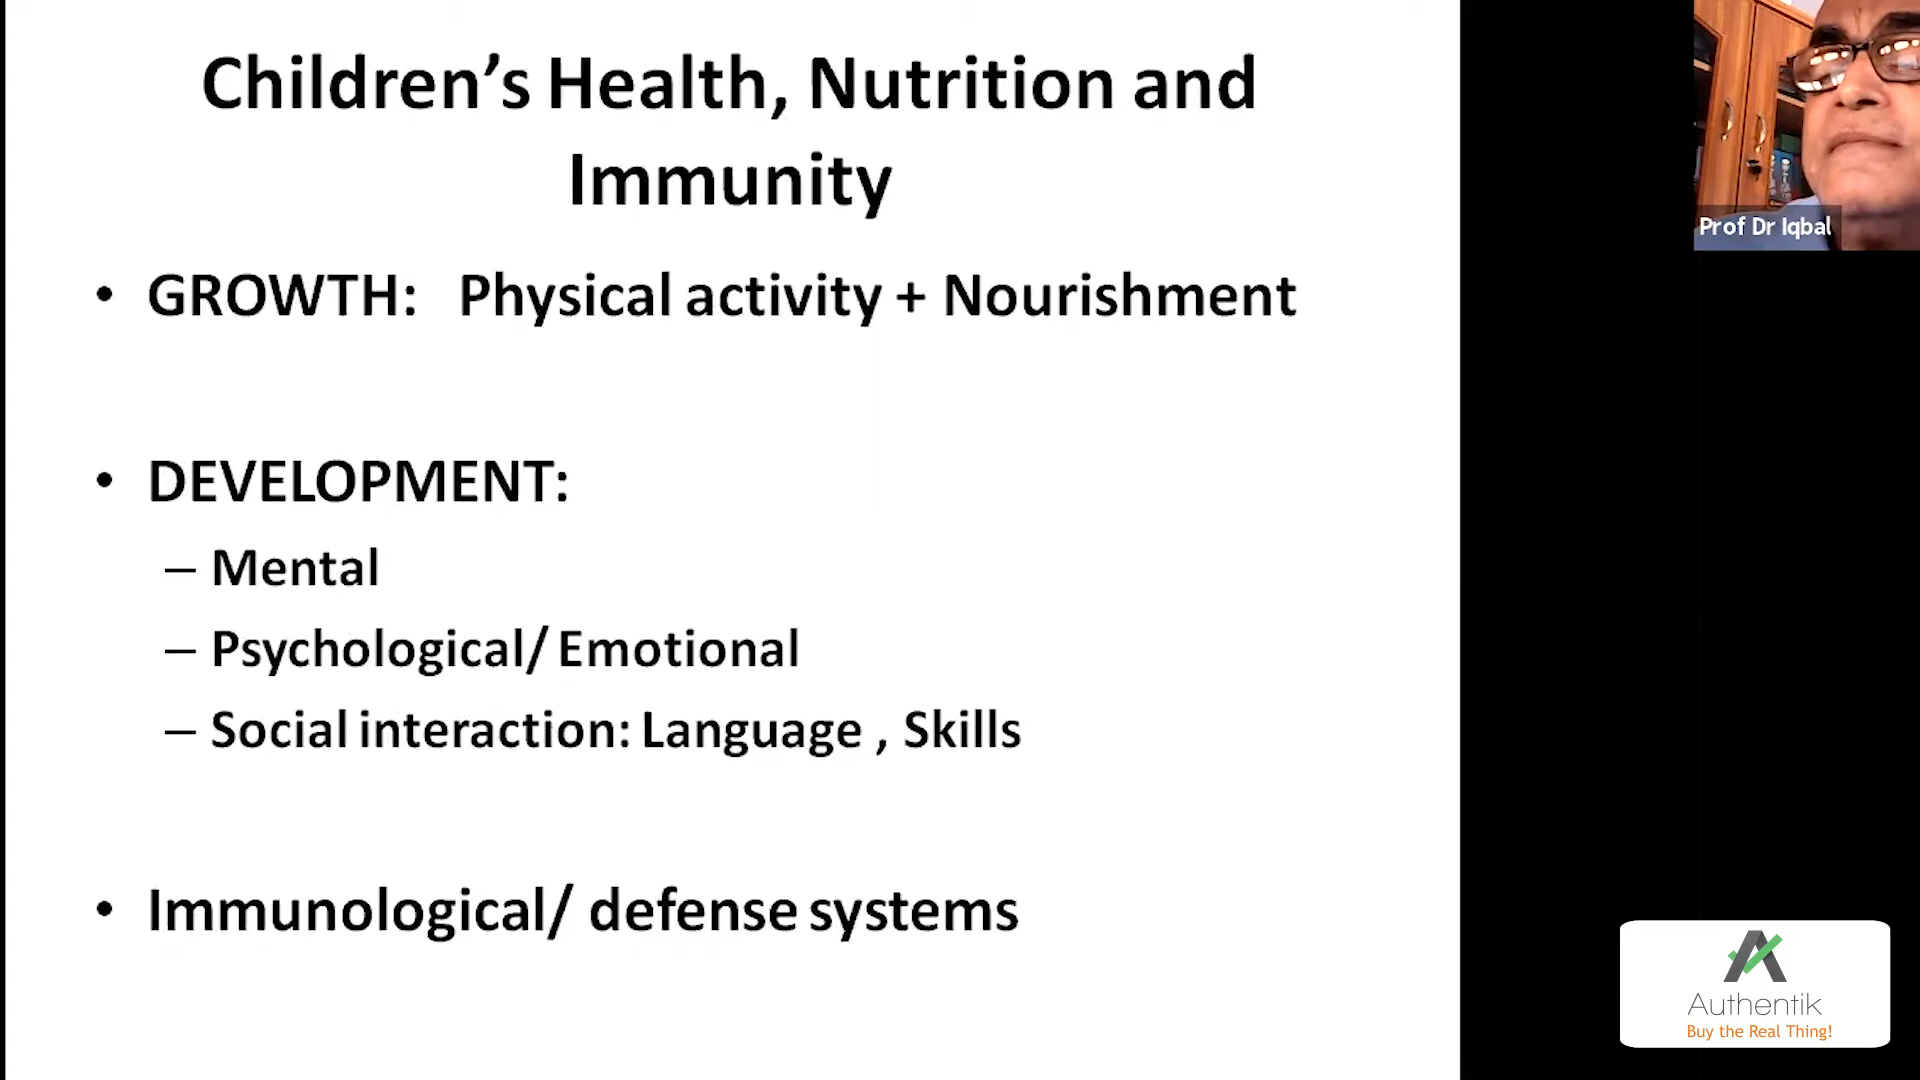 Children’s Health, Nutrition and
Immunity
• GROWTH: Physical activity + Nourishment
• DEVELOPMENT:
– Mental
– Psychological/ Emotional
– Social interaction: Language , Skills
• Immunological/ defense systems
Prof Dr Iqbal
Authentik
Buy the Real Thing!